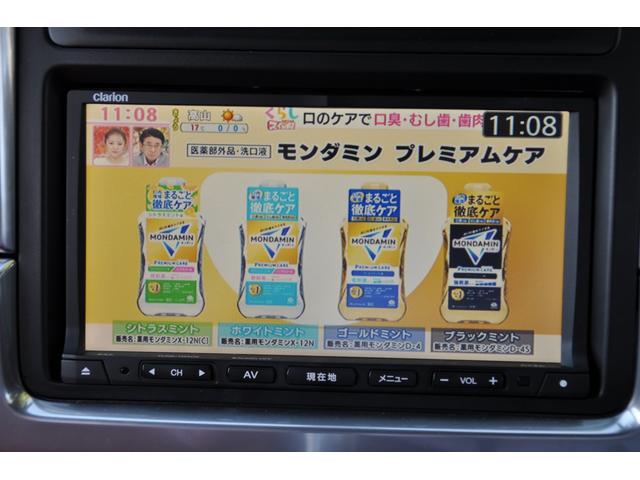 clarion
11:08
きょう
高山
17℃ 0/0%
くらし
口のケアで口臭・むし歯・歯肉
11:08
医薬部外品・洗口液
モンダミン プレミアムケア
まるごと
徹底ケア
シトラスミント
MONDAMIN
PREMIUM CARE
まるごと
徹底ケア
MONDAMIN
PREMIUM CARE
まるごと
徹底ケア
MONDAMIN
PREMIUM CARE
まるごと
徹底ケア
MONDAMIN
PREMIUM CARE
シトラスミント
販売名:薬用モンダミンX-12N(C)
ホワイトミント
販売名:薬用モンダミンX-12N
ゴールドミント
販売名:薬用モンダミンD-4
ブラックミント
販売名:薬用モンダミンD-4S
CH
AV
現在地
メニュー
− VOL +